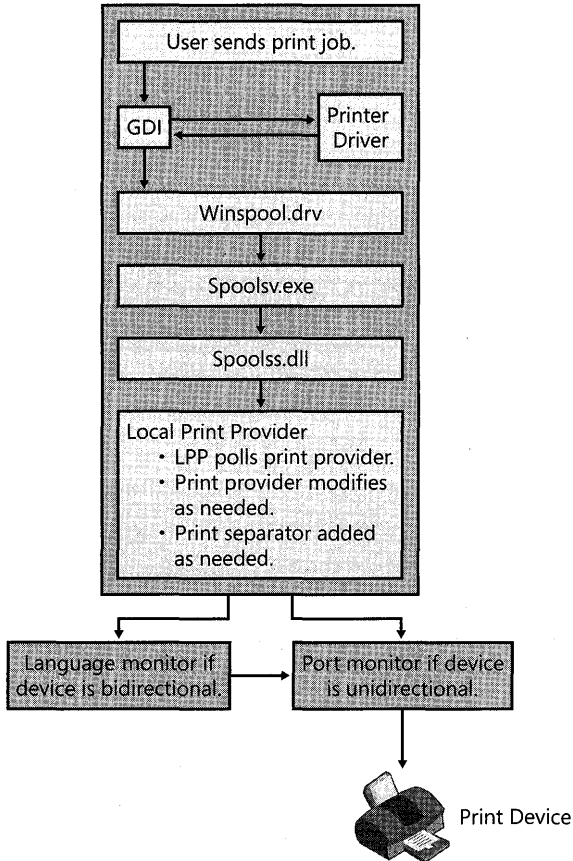 User sends print job.
GDI
Printer
Driver
Winspool.drv
Spoolsv.exe
Spoolss.dll
Local Print Provider
· LPP polls print provider.
· Print provider modifies
as needed.
· Print separator added
as needed.
Language monitor if
device is bidirectional.
Port monitor if device
is unidirectional.
Print Device